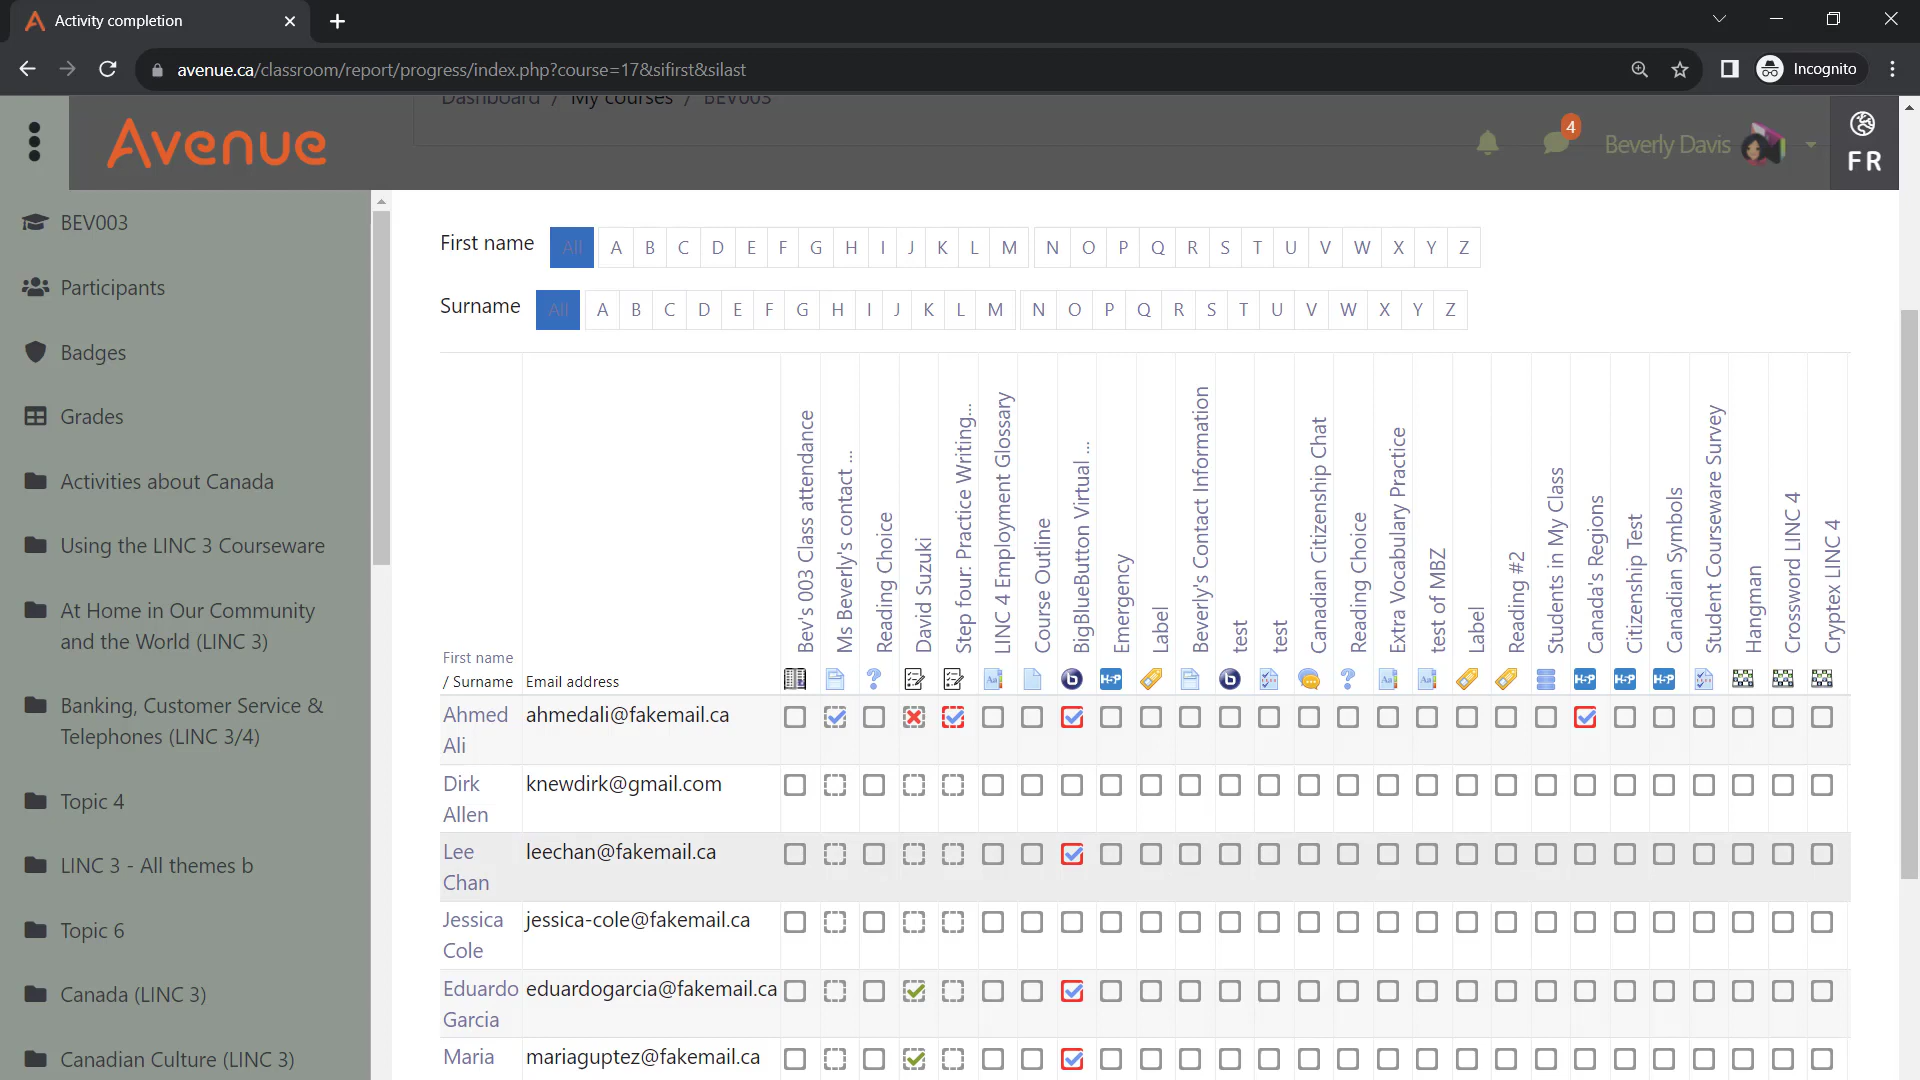 Activity completion
avenue.ca/classroom/report/progress/index.php?course=17&sifirst&silast
Incognito
Dashboard / My courses / BEV003
Avenue
4
Beverly Davis
FR
BEV003
Participants
Badges
Grades
Activities about Canada
Using the LINC 3 Courseware
At Home in Our Community
and the World (LINC 3)
Banking, Customer Service &
Telephones (LINC 3/4)
Topic 4
LINC 3 - All themes b
Topic 6
Canada (LINC 3)
Canadian Culture (LINC 3)
First name All A B C D E F G H I J K L M N O P Q R S T U V W X Y Z
Surname All A B C D E F G H I J K L M N O P Q R S T U V W X Y Z
First name
/ Surname
Email address
Bev's 003 Class attendance
Ms Beverly's contact ...
Reading Choice
David Suzuki
Step four: Practice Writing...
LINC 4 Employment Glossary
Course Outline
BigBlueButton Virtual ...
Emergency
Label
Beverly's Contact Information
test
test
Canadian Citizenship Chat
Reading Choice
Extra Vocabulary Practice
test of MBZ
Label
Reading #2
Students in My Class
Canada's Regions
Citizenship Test
Canadian Symbols
Student Courseware Survey
Hangman
Crossword LINC 4
Cryptex LINC 4
Ahmed
Ali
ahmedali@fakemail.ca
Dirk
Allen
knewdirk@gmail.com
Lee
Chan
leechan@fakemail.ca
Jessica
Cole
jessica-cole@fakemail.ca
Eduardo
Garcia
eduardogarcia@fakemail.ca
Maria
mariaguptez@fakemail.ca